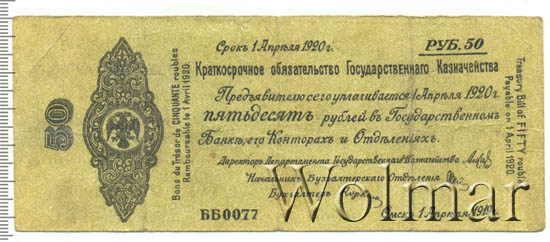 Срокъ 1 Апрѣля 1920 г.
РУБ. 50
Краткосрочное обязательство Государственнаго Казначейства
Предъявителю сего уплачивается 1 Апрѣля 1920 г.
пятьдесятъ рублей въ Государственномъ
Банкѣ, его Конторахъ и Отдѣленіяхъ.
Директоръ Департамента Государственнаго Казначейства
Начальникъ Бухгалтерскаго Отдѣленія
Бухгалтеръ
ББ0077
Омскъ 1 Апрѣля 1919
50
Bons du Trésor de CINQUANTE roubles
Remboursable le 1 Avril 1920.
Treasury Bill of FIFTY roubles
Payable on 1 April 1920.
Wolmar